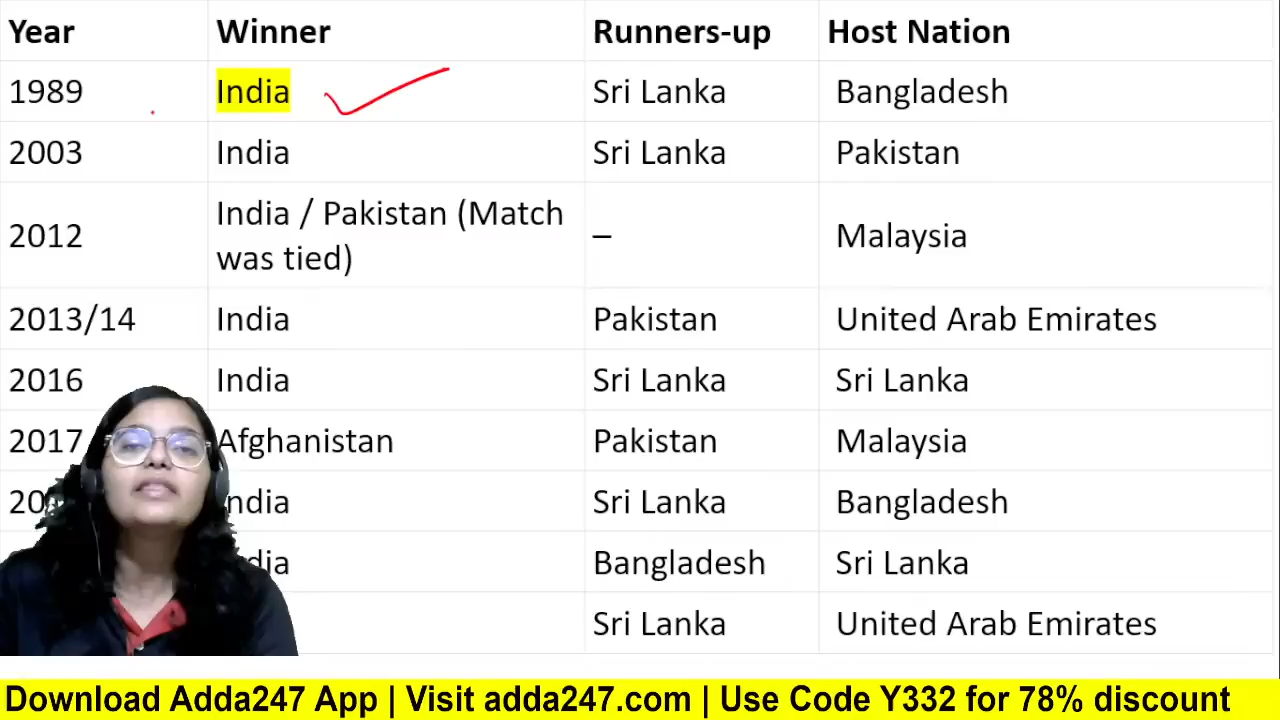 Year Winner Runners-up Host Nation
1989 India Sri Lanka Bangladesh
2003 India Sri Lanka Pakistan
2012 India / Pakistan (Match was tied) – Malaysia
2013/14 India Pakistan United Arab Emirates
2016 India Sri Lanka Sri Lanka
2017 Afghanistan Pakistan Malaysia
Sri Lanka Bangladesh
Bangladesh Sri Lanka
Sri Lanka United Arab Emirates
Download Adda247 App | Visit adda247.com | Use Code Y332 for 78% discount